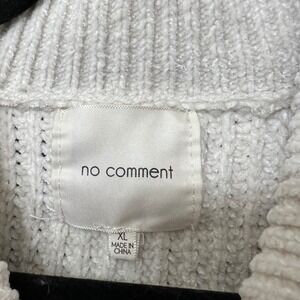 no comment
XL
MADE IN
CHINA